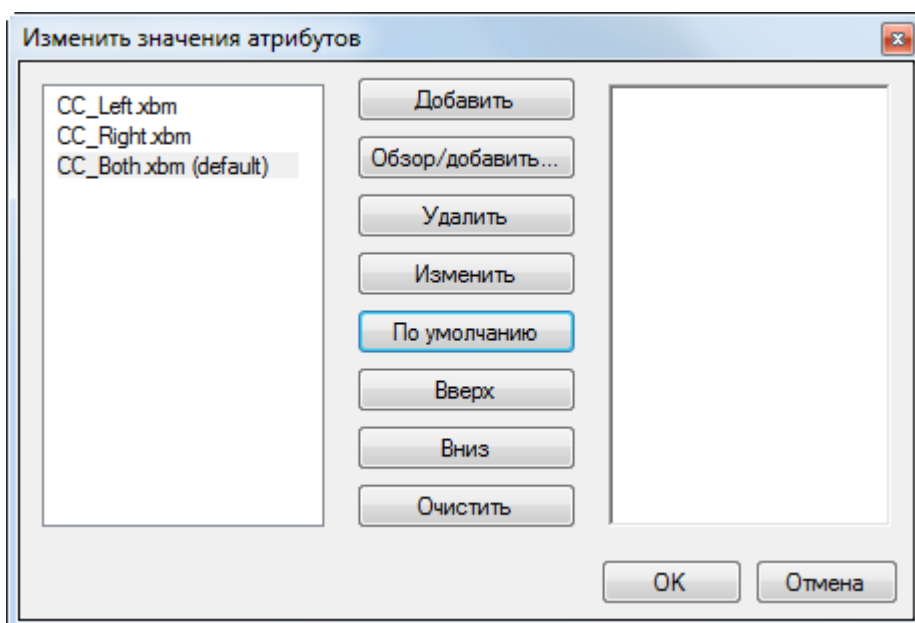 Изменить значения атрибутов
CC_Left.xbm
CC_Right.xbm
CC_Both.xbm (default)
Добавить
Обзор/добавить...
Удалить
Изменить
По умолчанию
Вверх
Вниз
Очистить
OK
Отмена